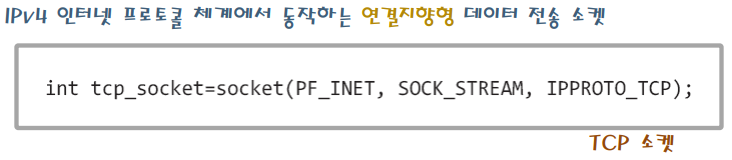 IPv4 인터넷 프로토콜 체계에서 동작하는 연결지향형 데이터 전송 소켓
int tcp_socket=socket(PF_INET, SOCK_STREAM, IPPROTO_TCP);
TCP 소켓